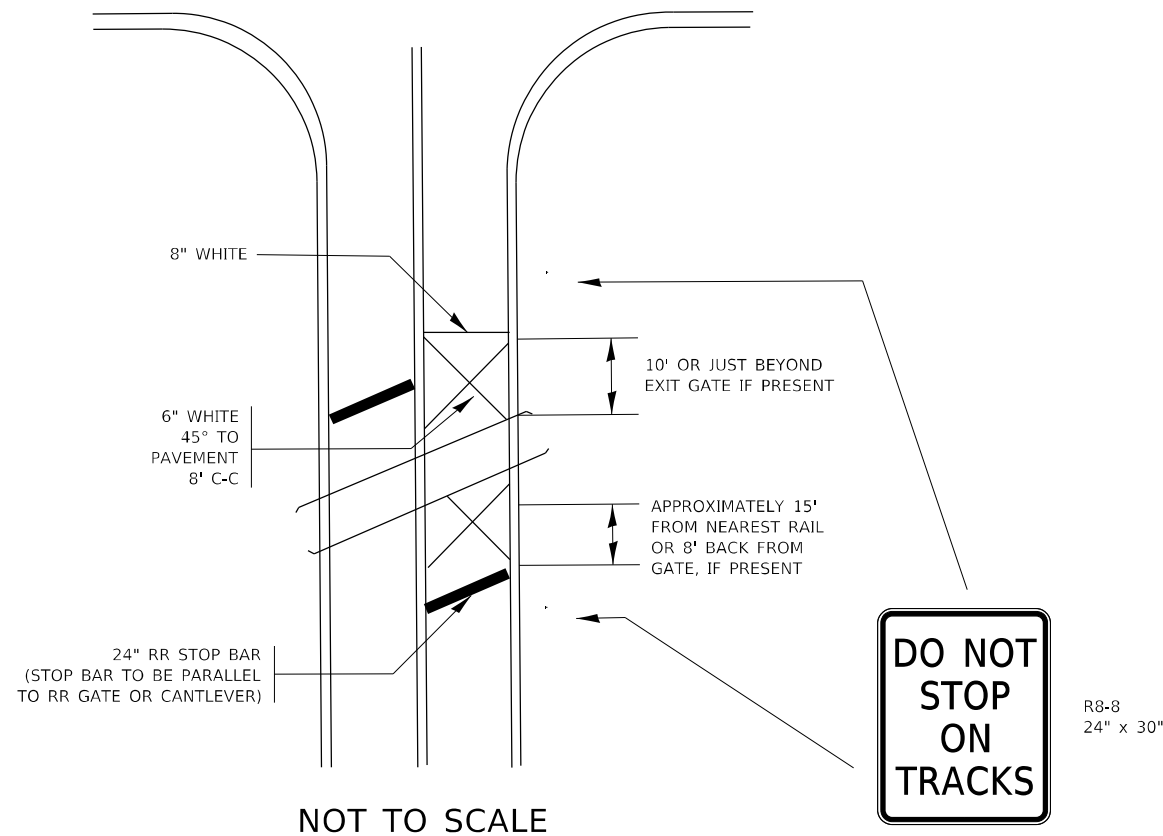 8" WHITE
10' OR JUST BEYOND
EXIT GATE IF PRESENT
6" WHITE
45° TO
PAVEMENT
8' C-C
APPROXIMATELY 15'
FROM NEAREST RAIL
OR 8' BACK FROM
GATE, IF PRESENT
24" RR STOP BAR
(STOP BAR TO BE PARALLEL
TO RR GATE OR CANTLEVER)
DO NOT
STOP
ON
TRACKS
R8-8
24" x 30"
NOT TO SCALE